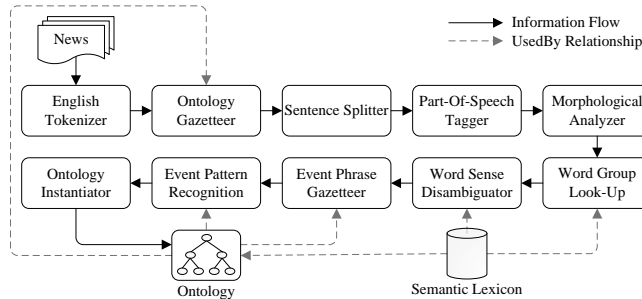 News
Information Flow
UsedBy Relationship
English
Tokenizer
Ontology
Gazetteer
Sentence Splitter
Part-Of-Speech
Tagger
Morphological
Analyzer
Ontology
Instantiator
Event Pattern
Recognition
Event Phrase
Gazetteer
Word Sense
Disambiguator
Word Group
Look-Up
Ontology
Semantic Lexicon